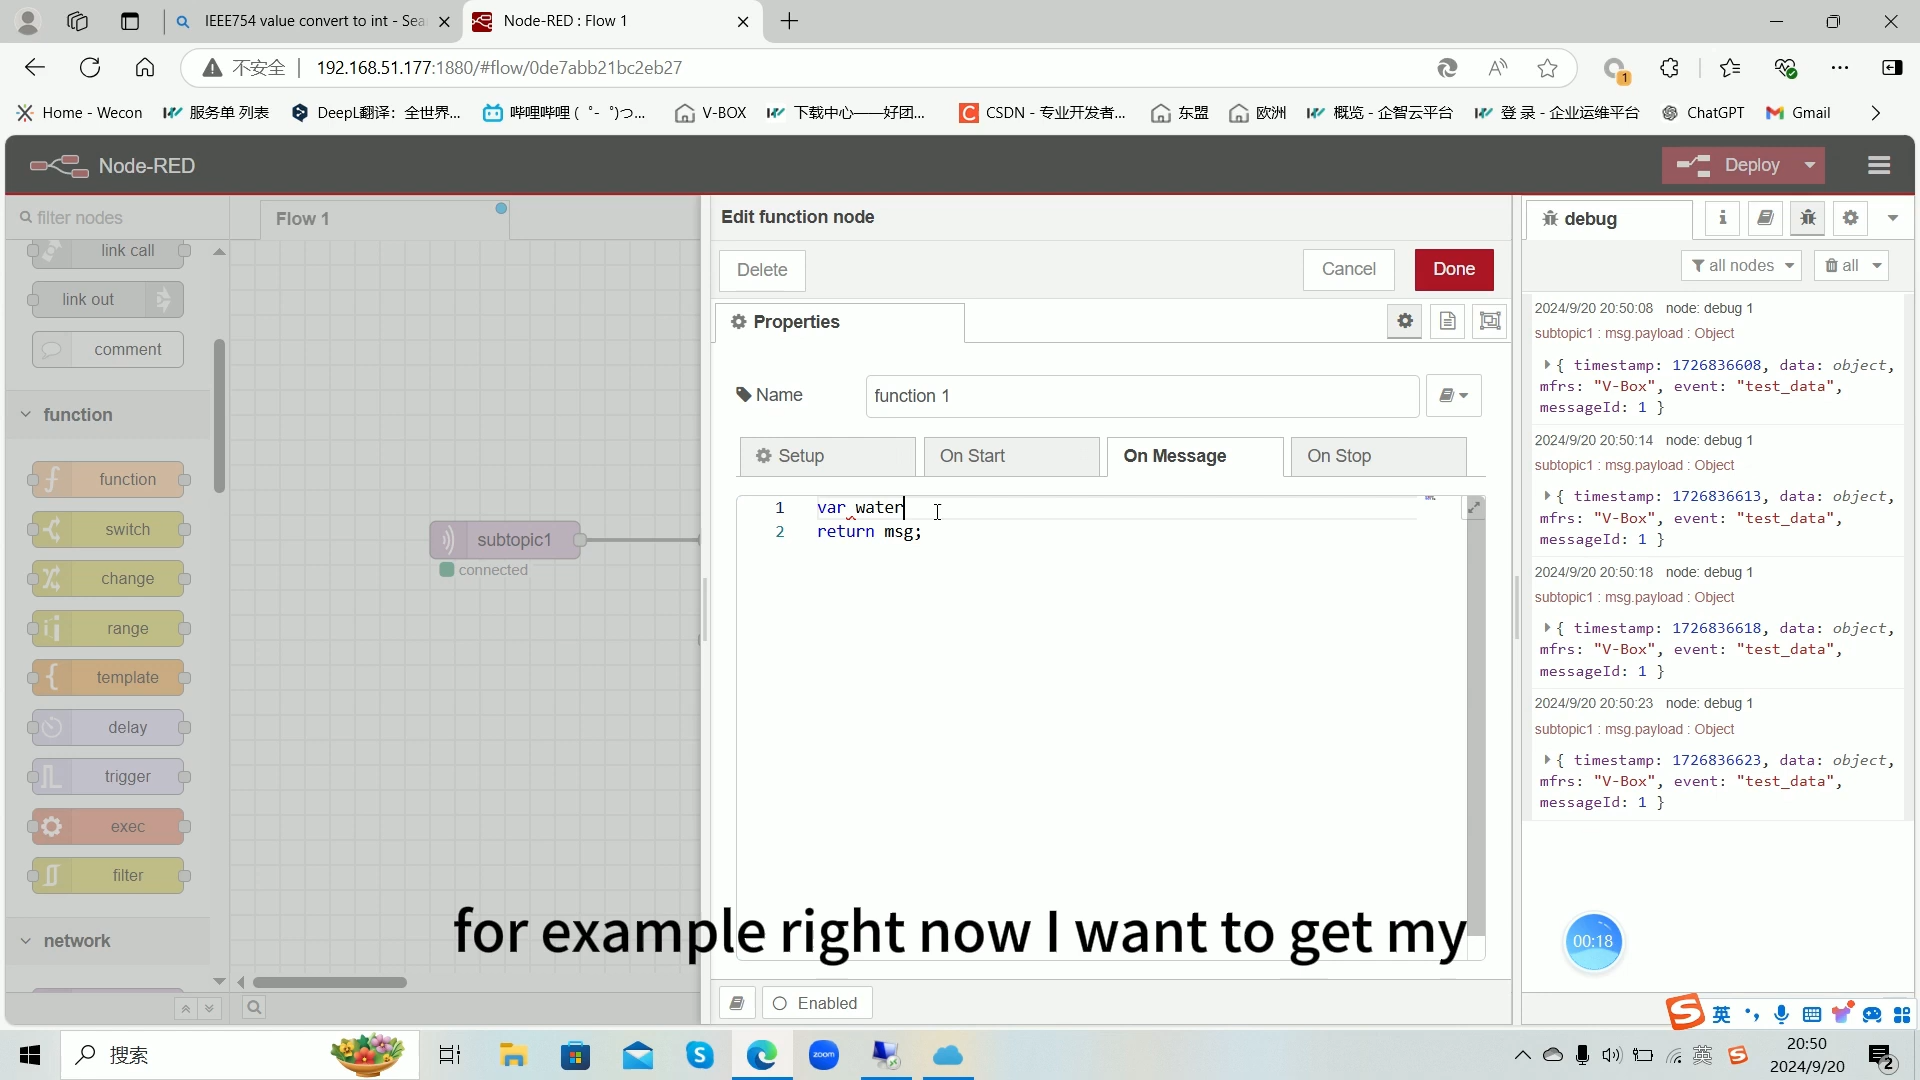 IEEE754 value convert to int - Sea
Node-RED : Flow 1
不安全
192.168.51.177:1880/#flow/0de7abb21bc2eb27
1
Home - Wecon
服务单 列表
DeepL翻译：全世界...
哔哩哔哩 ( ゜- ゜)つ...
V-BOX
下载中心——好团...
CSDN - 专业开发者...
东盟
欧洲
概览 - 企智云平台
登 录 - 企业运维平台
ChatGPT
Gmail
Node-RED
Deploy
filter nodes
Flow 1
link call
link out
comment
function
function
switch
change
range
template
delay
trigger
exec
filter
network
subtopic1
connected
Edit function node
Delete
Cancel
Done
Properties
Name
function 1
Setup
On Start
On Message
On Stop
1 var water
2 return msg;
Enabled
debug
all nodes
all
2024/9/20 20:50:08 node: debug 1
subtopic1 : msg.payload : Object
{ timestamp: 1726836608, data: object,
mfrs: "V-Box", event: "test_data",
messageId: 1 }
2024/9/20 20:50:14 node: debug 1
subtopic1 : msg.payload : Object
{ timestamp: 1726836613, data: object,
mfrs: "V-Box", event: "test_data",
messageId: 1 }
2024/9/20 20:50:18 node: debug 1
subtopic1 : msg.payload : Object
{ timestamp: 1726836618, data: object,
mfrs: "V-Box", event: "test_data",
messageId: 1 }
2024/9/20 20:50:23 node: debug 1
subtopic1 : msg.payload : Object
{ timestamp: 1726836623, data: object,
mfrs: "V-Box", event: "test_data",
messageId: 1 }
for example right now I want to get my
00:18
英
搜索
zoom
英
20:50
2024/9/20
2